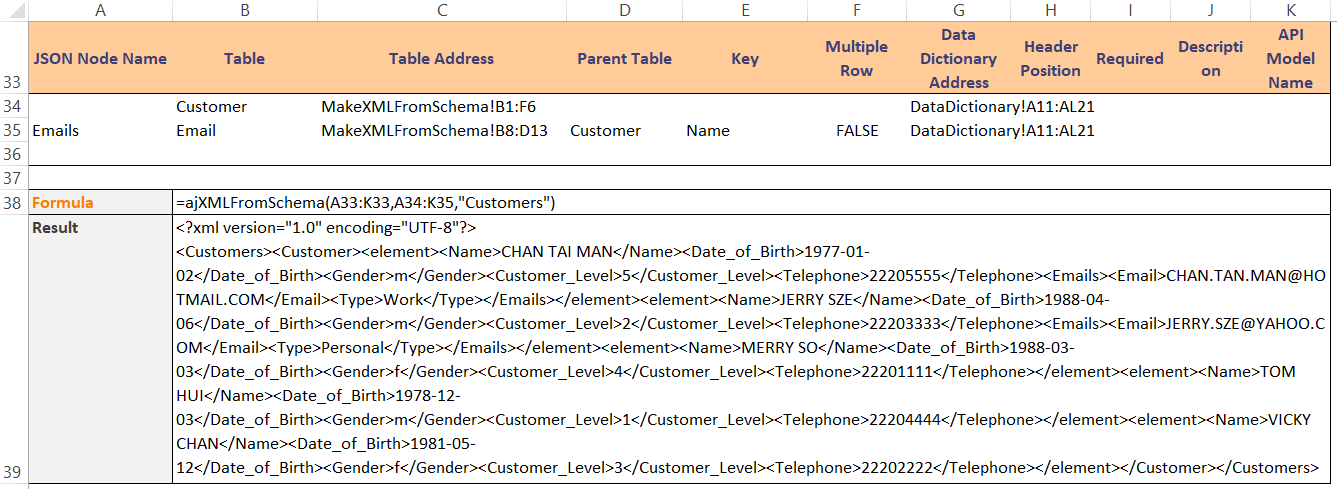 A B C D E F G H I J K
33 JSON Node Name Table Table Address Parent Table Key Multiple Row Data Dictionary Address Header Position Required Descripti on API Model Name
34 Customer MakeXMLFromSchema!B1:F6 DataDictionary!A11:AL21
35 Emails Email MakeXMLFromSchema!B8:D13 Customer Name FALSE DataDictionary!A11:AL21
36
37
38 Formula =ajXMLFromSchema(A33:K33,A34:K35,"Customers")
Result <?xml version="1.0" encoding="UTF-8"?>
<Customers><Customer><element><Name>CHAN TAI MAN</Name><Date_of_Birth>1977-01-
02</Date_of_Birth><Gender>m</Gender><Customer_Level>5</Customer_Level><Telephone>22205555</Telephone><Emails><Email>CHAN.TAN.MAN@HO
TMAIL.COM</Email><Type>Work</Type></Emails></element><element><Name>JERRY SZE</Name><Date_of_Birth>1988-04-
06</Date_of_Birth><Gender>m</Gender><Customer_Level>2</Customer_Level><Telephone>22203333</Telephone><Emails><Email>JERRY.SZE@YAHOO.C
OM</Email><Type>Personal</Type></Emails></element><element><Name>MERRY SO</Name><Date_of_Birth>1988-03-
03</Date_of_Birth><Gender>f</Gender><Customer_Level>4</Customer_Level><Telephone>22201111</Telephone></element><element><Name>TOM
HUI</Name><Date_of_Birth>1978-12-
03</Date_of_Birth><Gender>m</Gender><Customer_Level>1</Customer_Level><Telephone>22204444</Telephone></element><element><Name>VICKY
CHAN</Name><Date_of_Birth>1981-05-
39 12</Date_of_Birth><Gender>f</Gender><Customer_Level>3</Customer_Level><Telephone>22202222</Telephone></element></Customer></Customers>